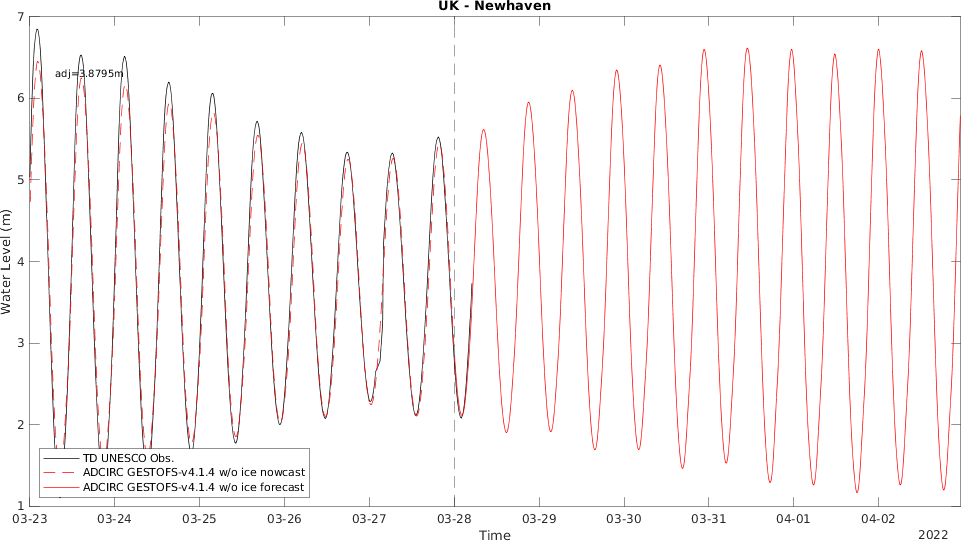 UK - Newhaven
7
adj=3.8795m
6
5
4
3
2
1
Water Level (m)
TD UNESCO Obs.
ADCIRC GESTOFS-v4.1.4 w/o ice nowcast
ADCIRC GESTOFS-v4.1.4 w/o ice forecast
03-23 03-24 03-25 03-26 03-27 03-28 03-29 03-30 03-31 04-01 04-02
Time
2022